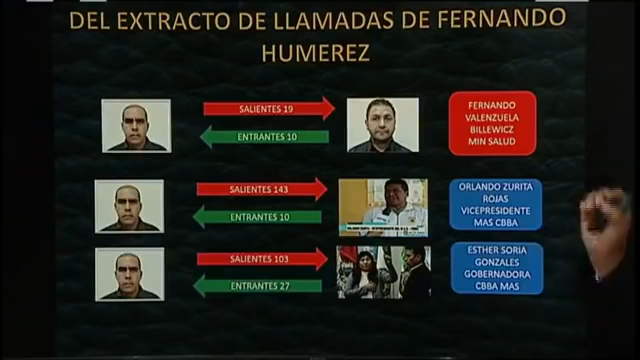 DEL EXTRACTO DE LLAMADAS DE FERNANDO
HUMEREZ
SALIENTES 19
ENTRANTES 10
FERNANDO
VALENZUELA
BILLEWICZ
MIN SALUD
SALIENTES 143
ENTRANTES 10
ORLANDO ZURITA
ROJAS
VICEPRESIDENTE
MAS CBBA
SALIENTES 103
ENTRANTES 27
ESTHER SORIA
GONZALES
GOBERNADORA
CBBA MAS